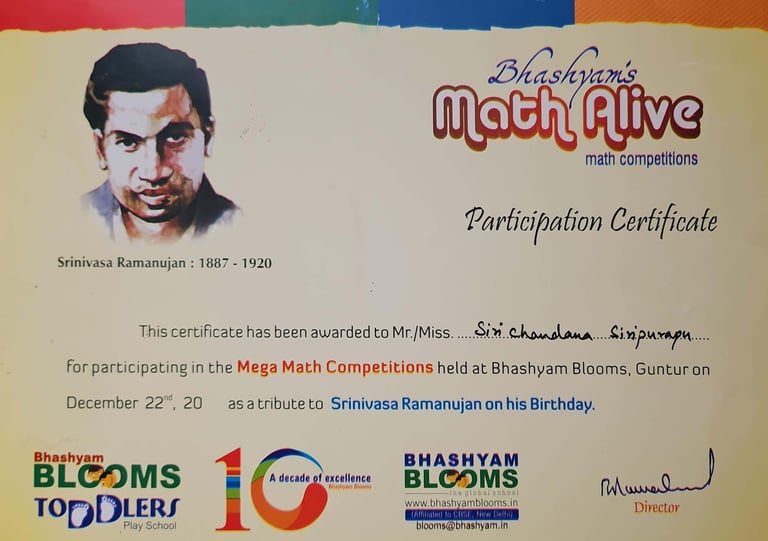 Bhashyam's
Math Alive
math competitions
Participation Certificate
Srinivasa Ramanujan : 1887 - 1920
This certificate has been awarded to Mr./Miss. Siri Chandana Siripurapu
for participating in the Mega Math Competitions held at Bhashyam Blooms, Guntur on
December 22nd, 20 as a tribute to Srinivasa Ramanujan on his Birthday.
Bhashyam
BLOOMS
TODDLERS
Play School
10
A decade of excellence
Bhashyam Blooms
BHASHYAM
BLOOMS
the global school
www.bhashyamblooms.in
(Affiliated to CBSE, New Delhi)
blooms@bhashyam.in
Director